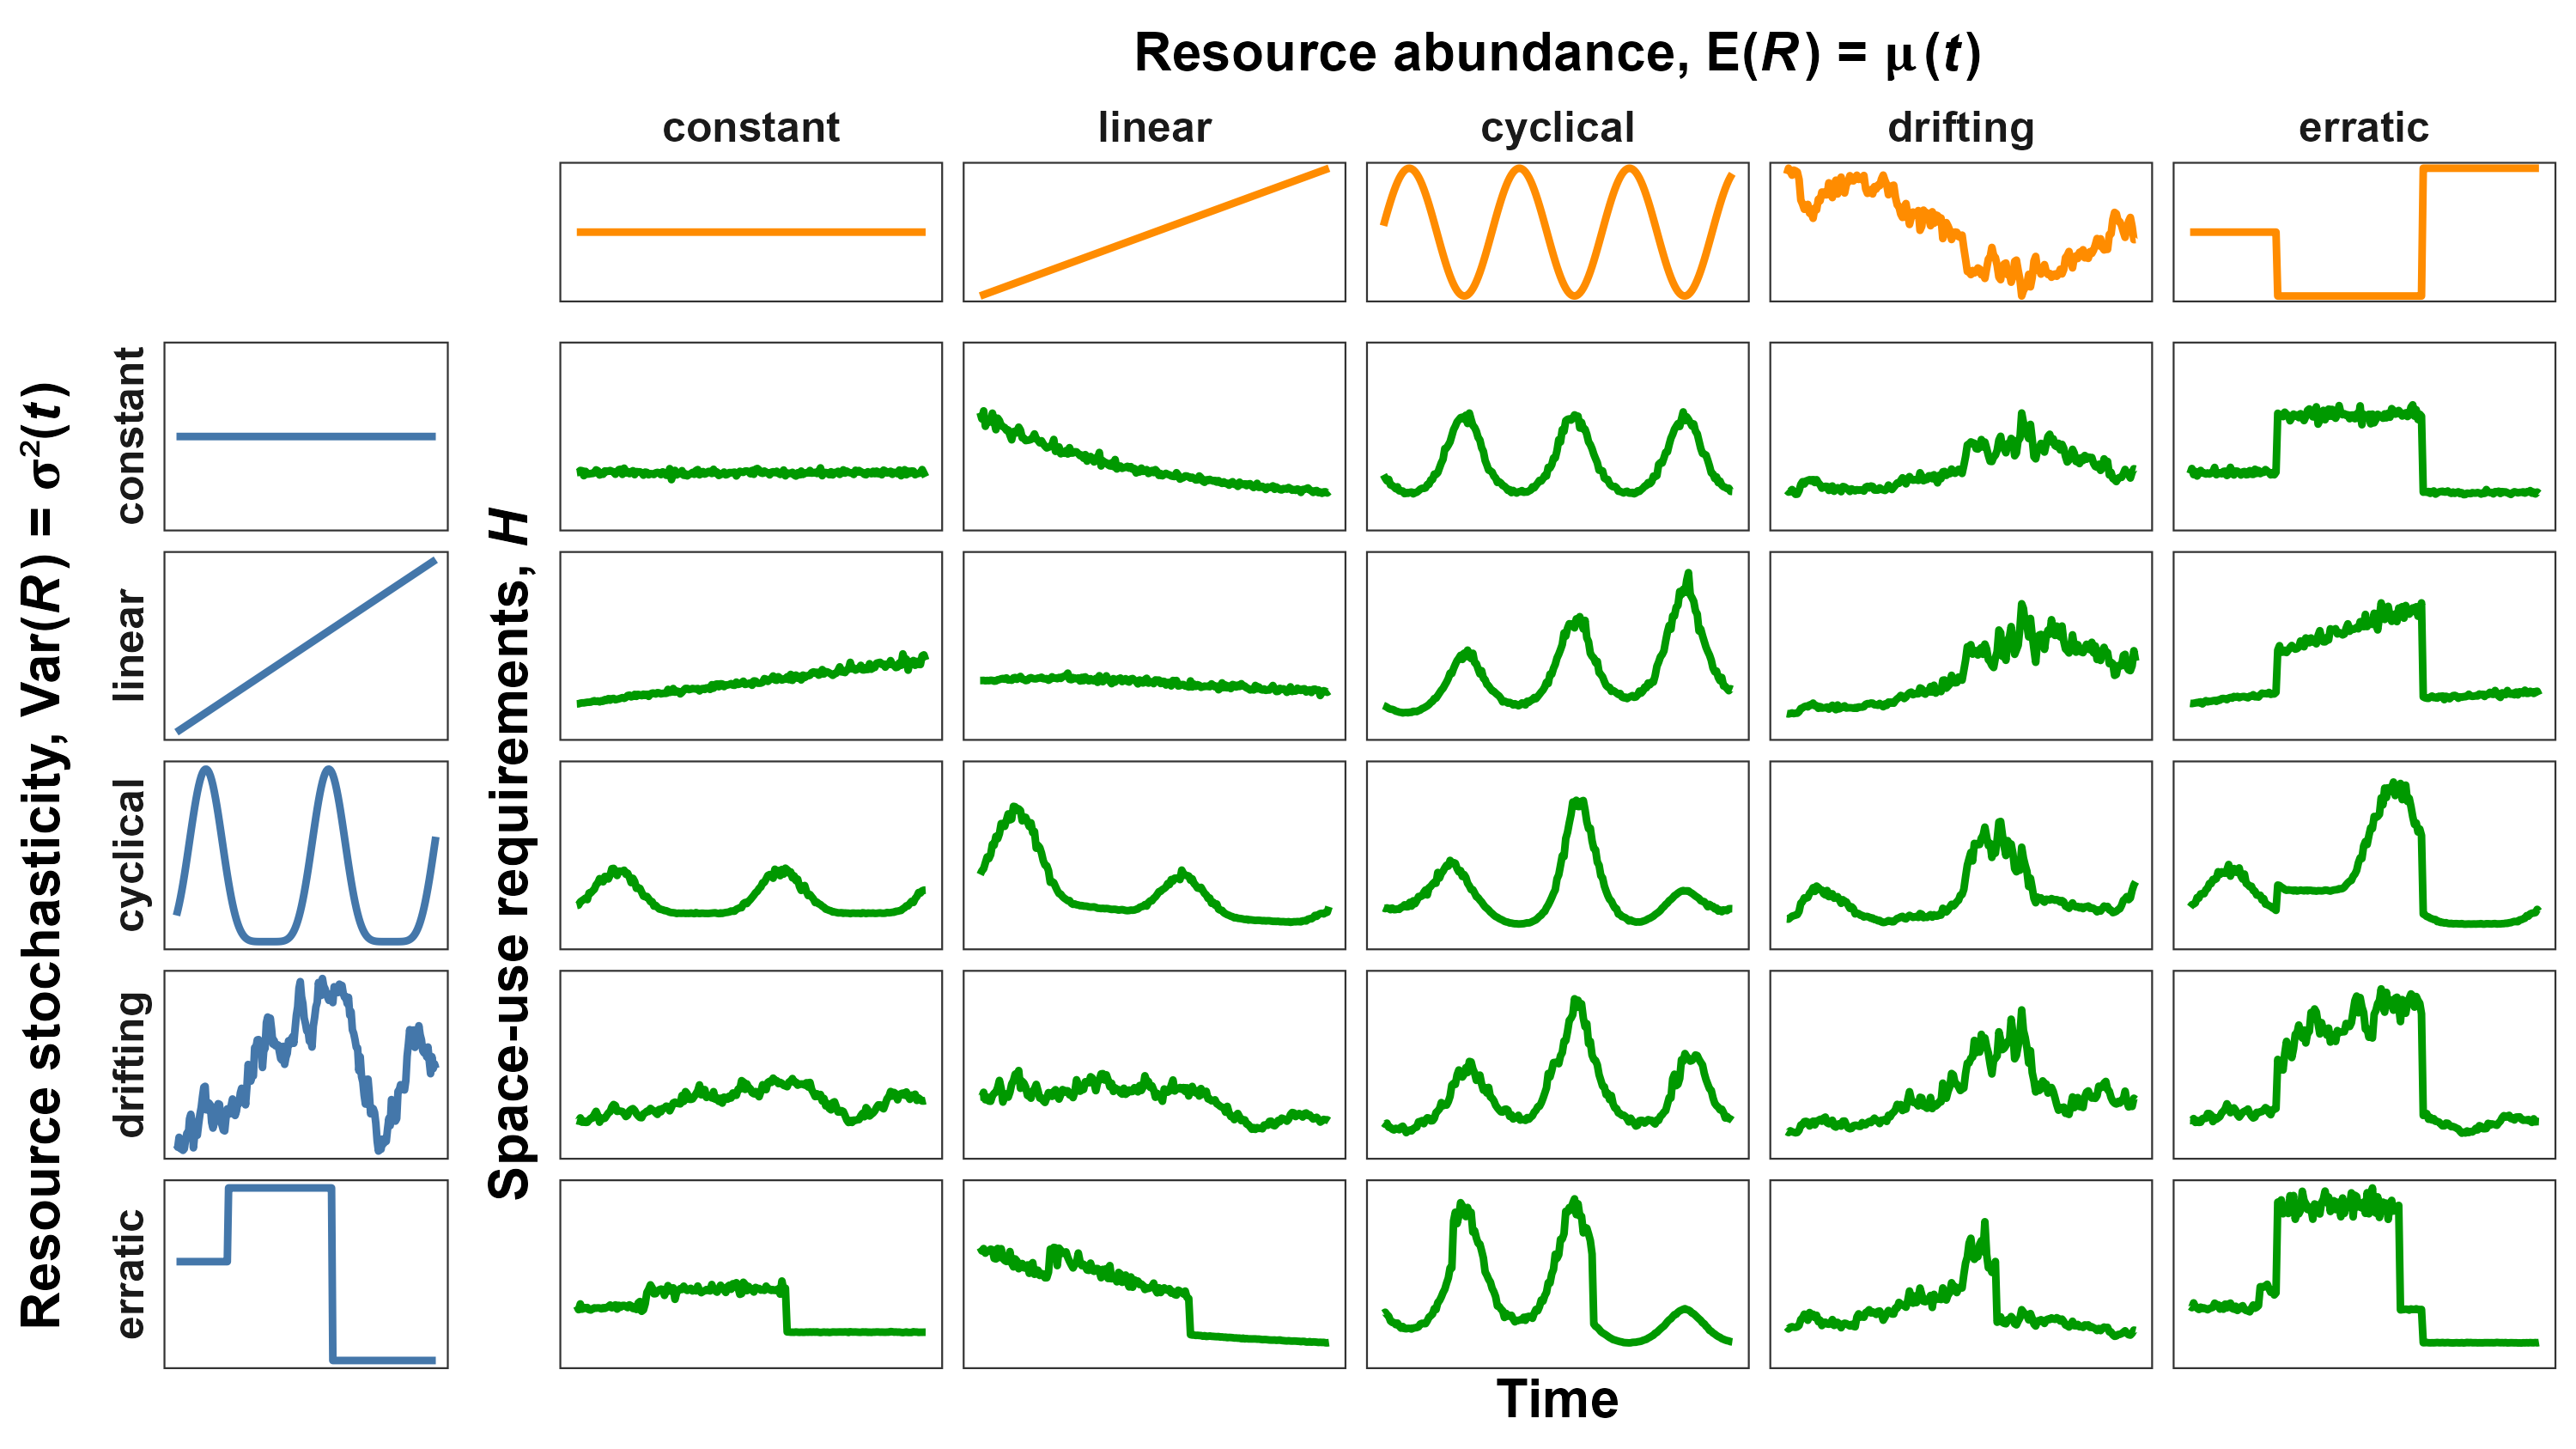 Resource abundance, E(R) = μ(t)
constant
linear
cyclical
drifting
erratic
Resource stochasticity, Var(R) = σ²(t)
constant
linear
cyclical
drifting
erratic
Space-use requirements, H
Time